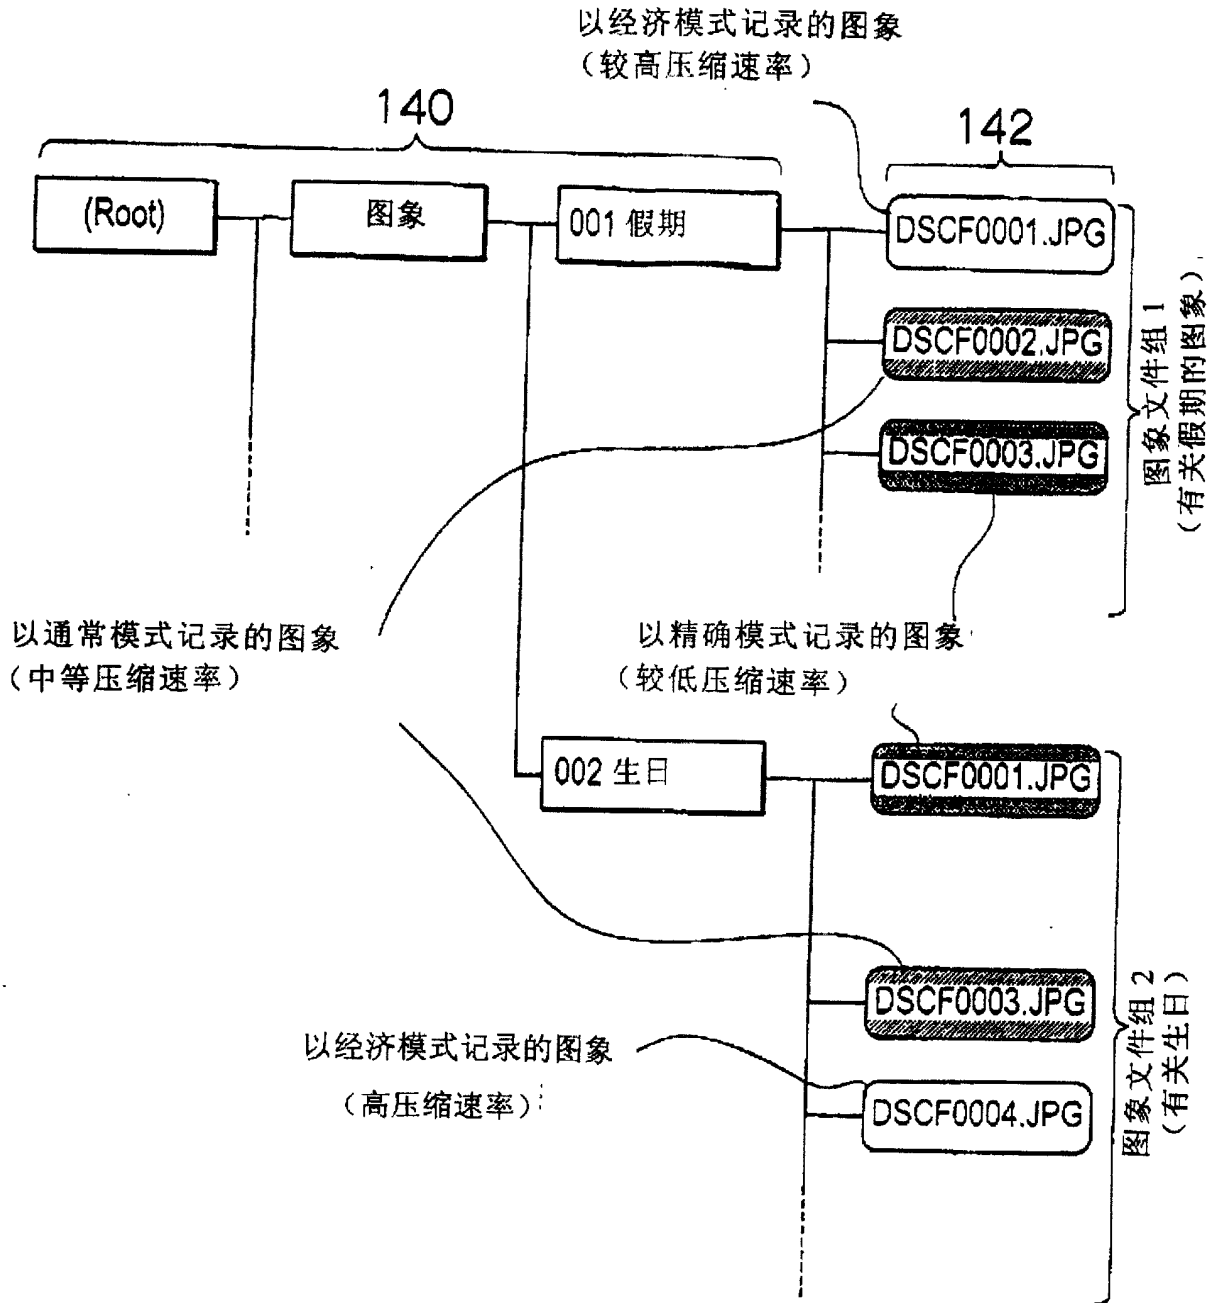 以经济模式记录的图象
（较高压缩速率）
140
142
(Root)
图象
001 假期
DSCF0001.JPG
DSCF0002.JPG
DSCF0003.JPG
图象文件组 1
（有关假期的图象）
以通常模式记录的图象
（中等压缩速率）
以精确模式记录的图象
（较低压缩速率）
002 生日
DSCF0001.JPG
DSCF0003.JPG
DSCF0004.JPG
图象文件组 2
（有关生日）
以经济模式记录的图象
（高压缩速率）